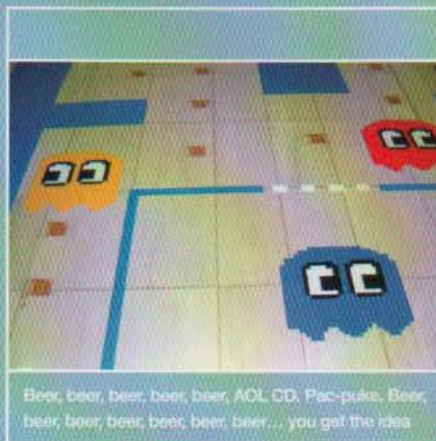 Beer, beer, beer, beer, beer, AOL CD. Pac-puke. Beer,
beer, beer, beer, beer, beer, beer... you get the idea